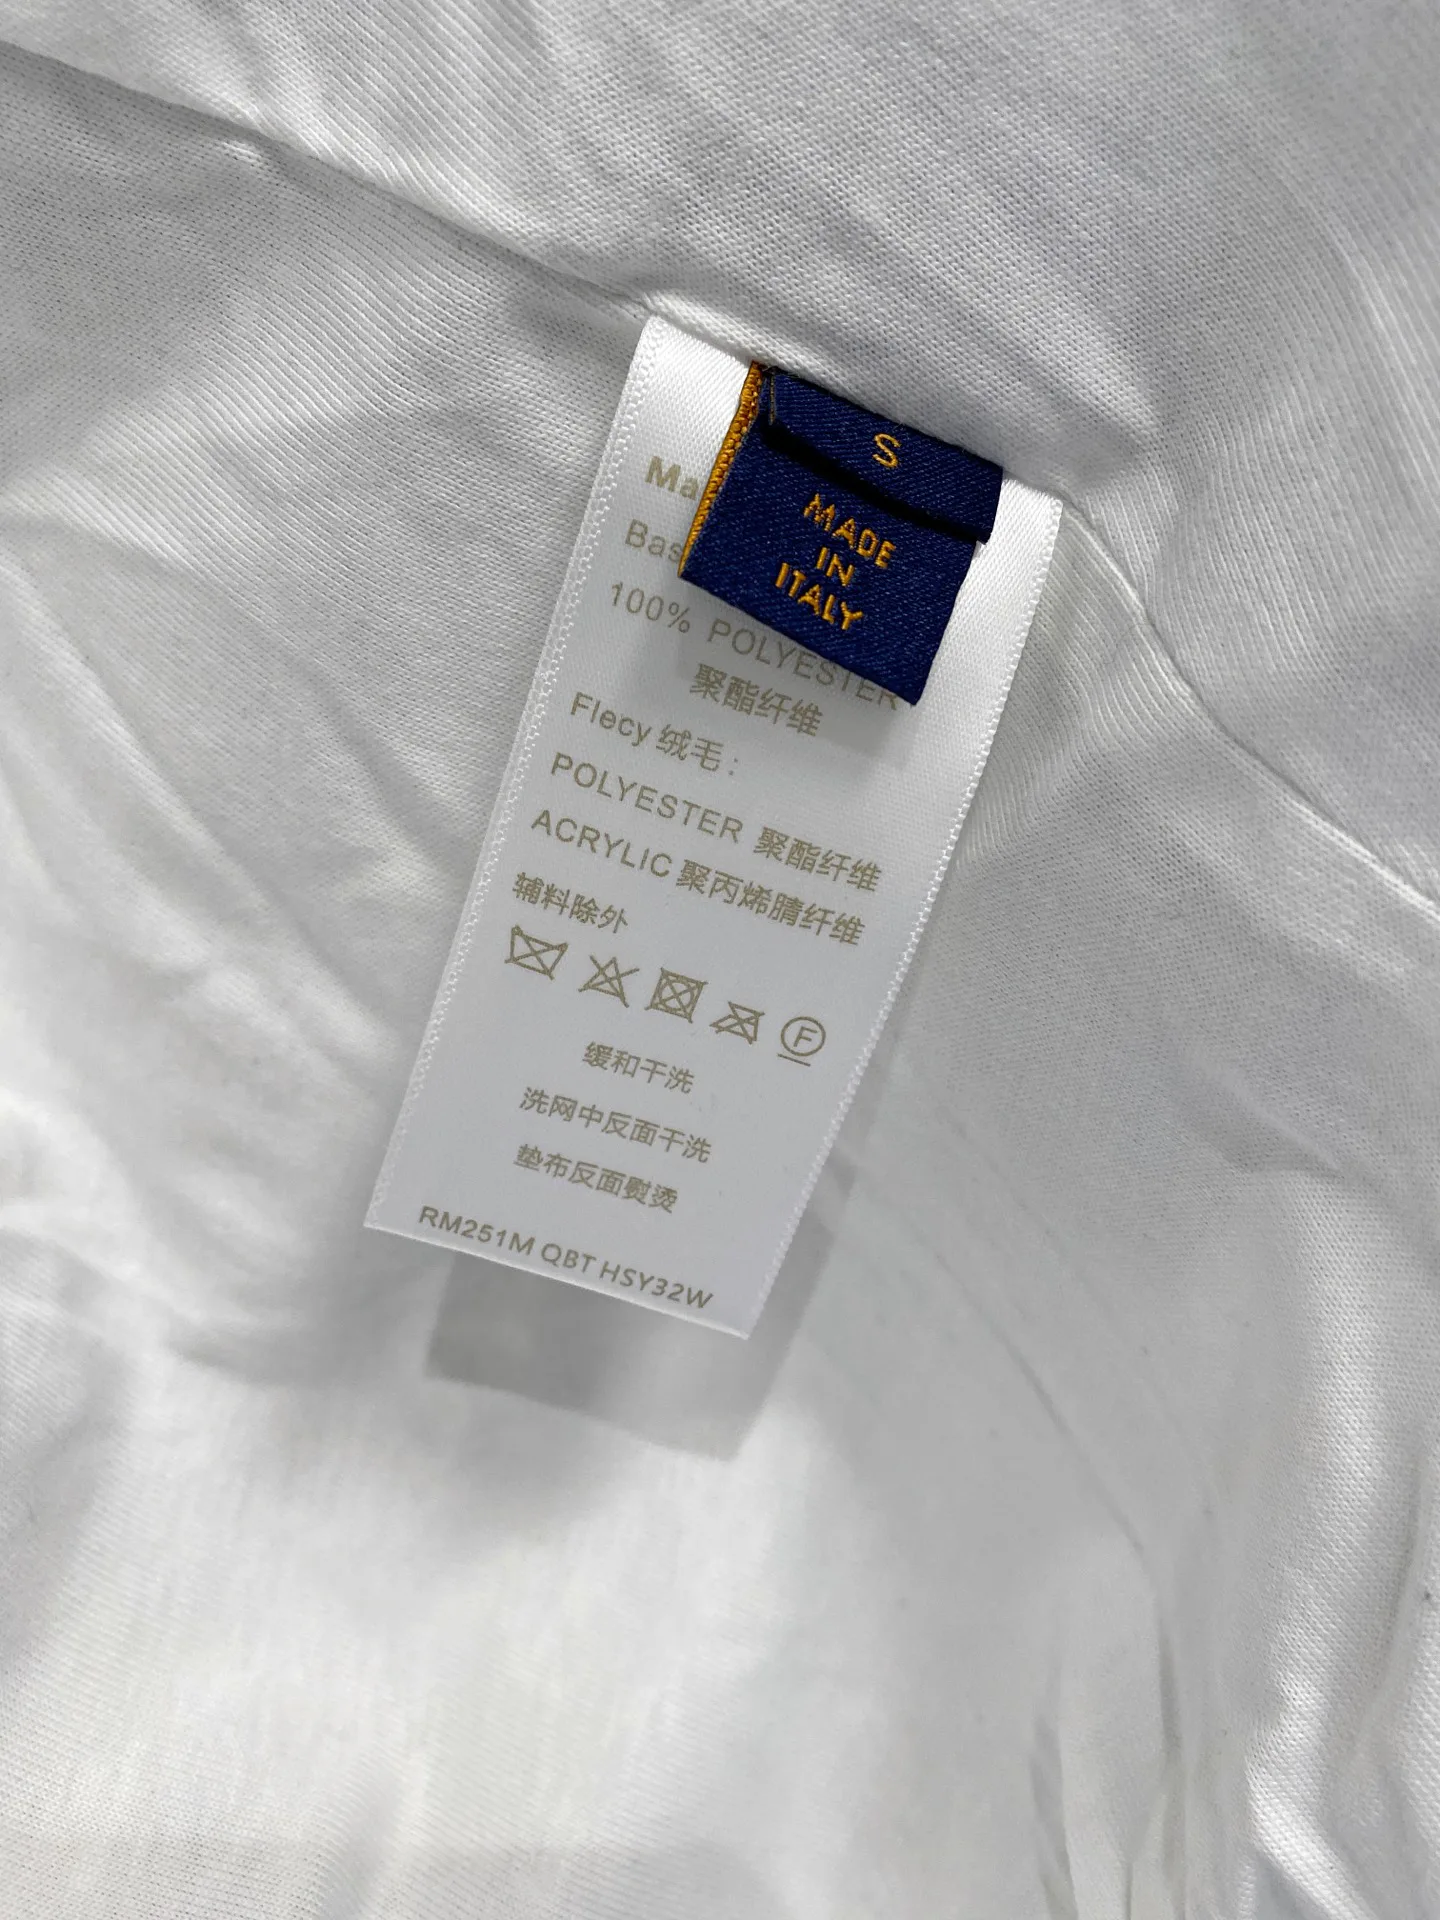 S
MADE
IN
ITALY
100% POLYESTER
聚酯纤维
Flecy 绒毛：
POLYESTER 聚酯纤维
ACRYLIC 聚丙烯腈纤维
辅料除外
F
缓和干洗
洗网中反面干洗
垫布反面熨烫
RM251M QBT HSY32W